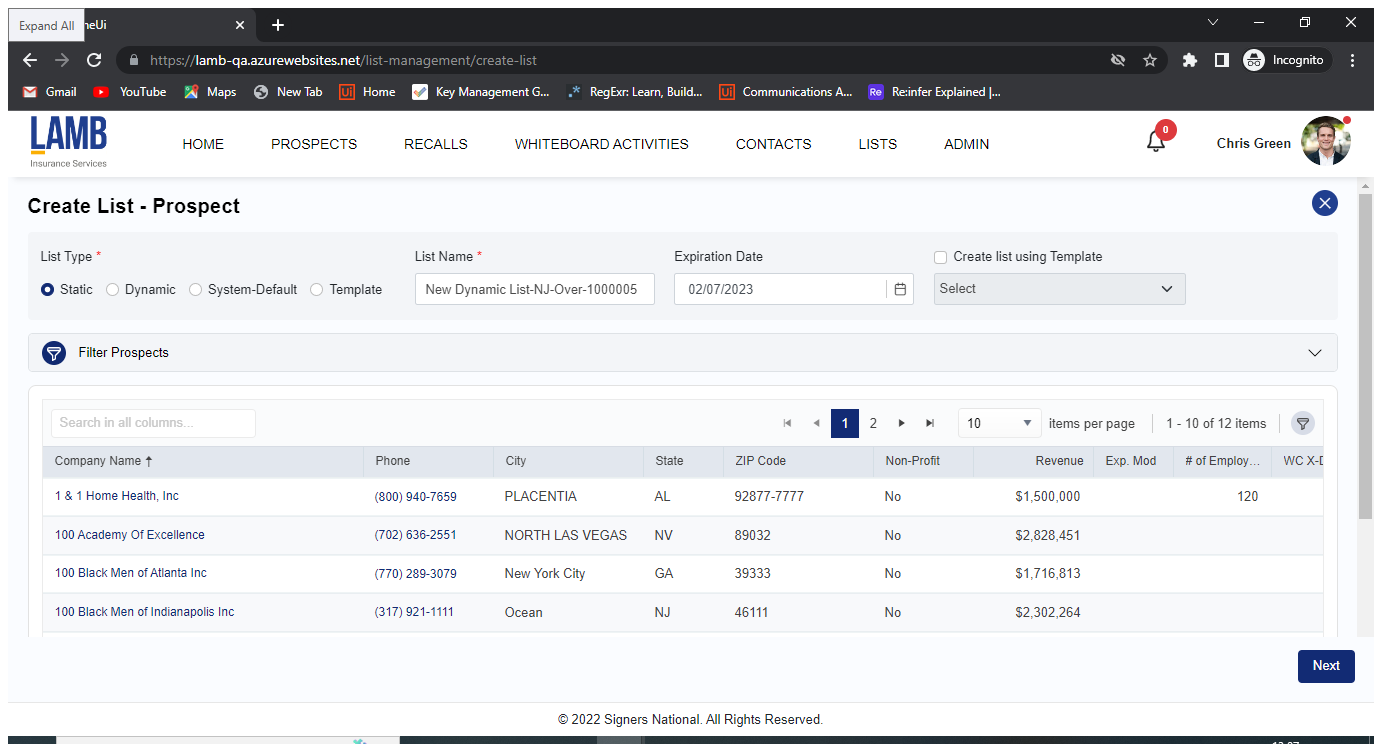 Expand All neUi
https://lamb-qa.azurewebsites.net/list-management/create-list Incognito
Gmail YouTube Maps New Tab Home Key Management G... RegExr: Learn, Build... Communications A... Re:infer Explained |...
LAMB
Insurance Services
HOME PROSPECTS RECALLS WHITEBOARD ACTIVITIES CONTACTS LISTS ADMIN 0 Chris Green
Create List - Prospect
List Type * List Name * Expiration Date Create list using Template
Static Dynamic System-Default Template New Dynamic List-NJ-Over-1000005 02/07/2023 Select
Filter Prospects
Search in all columns... 1 2 10 items per page 1 - 10 of 12 items
Company Name Phone City State ZIP Code Non-Profit Revenue Exp. Mod # of Employ... WC X-D
1 & 1 Home Health, Inc (800) 940-7659 PLACENTIA AL 92877-7777 No $1,500,000 120
100 Academy Of Excellence (702) 636-2551 NORTH LAS VEGAS NV 89032 No $2,828,451
100 Black Men of Atlanta Inc (770) 289-3079 New York City GA 39333 No $1,716,813
100 Black Men of Indianapolis Inc (317) 921-1111 Ocean NJ 46111 No $2,302,264
Next
© 2022 Signers National. All Rights Reserved.